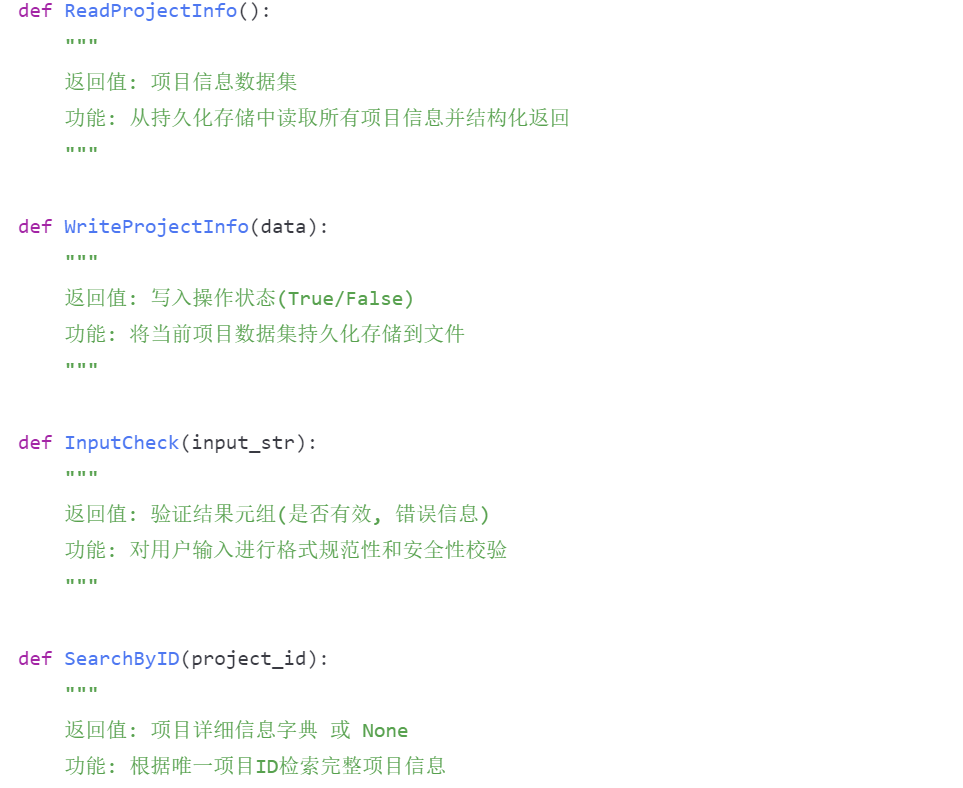 def ReadProjectInfo():
    """
    返回值: 项目信息数据集
    功能: 从持久化存储中读取所有项目信息并结构化返回
    """

def WriteProjectInfo(data):
    """
    返回值: 写入操作状态(True/False)
    功能: 将当前项目数据集持久化存储到文件
    """

def InputCheck(input_str):
    """
    返回值: 验证结果元组(是否有效, 错误信息)
    功能: 对用户输入进行格式规范性和安全性校验
    """

def SearchByID(project_id):
    """
    返回值: 项目详细信息字典 或 None
    功能: 根据唯一项目ID检索完整项目信息